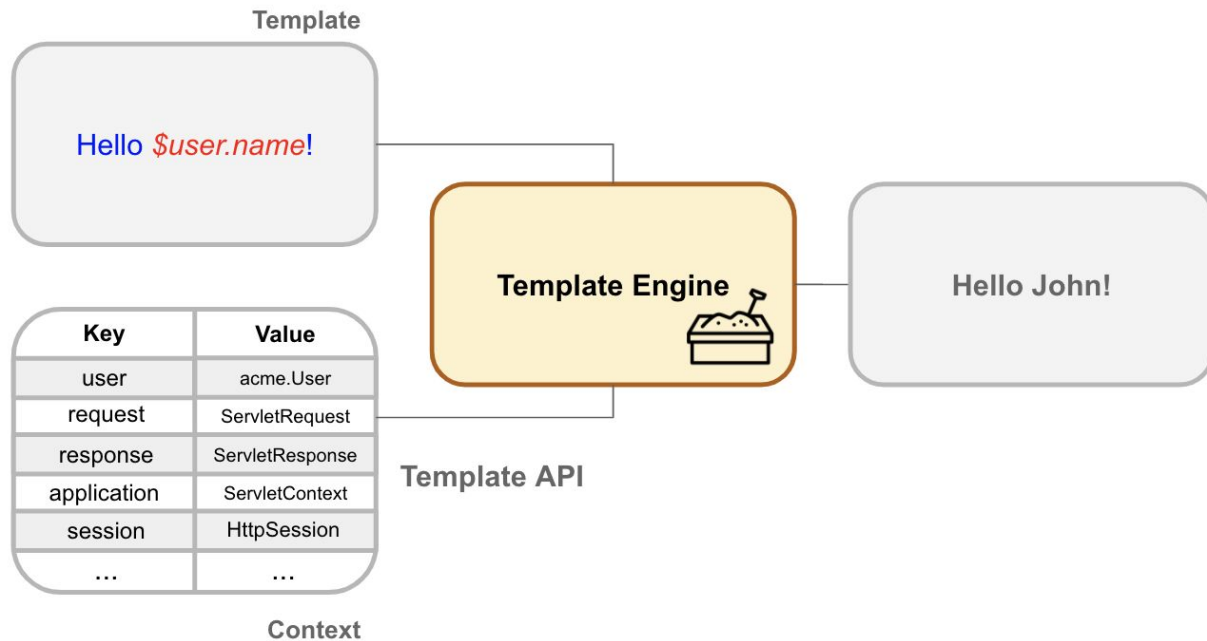 Template
Hello $user.name!
Template Engine
Hello John!
Key Value
user acme.User
request ServletRequest
response ServletResponse
application ServletContext
session HttpSession
... ...
Template API
Context